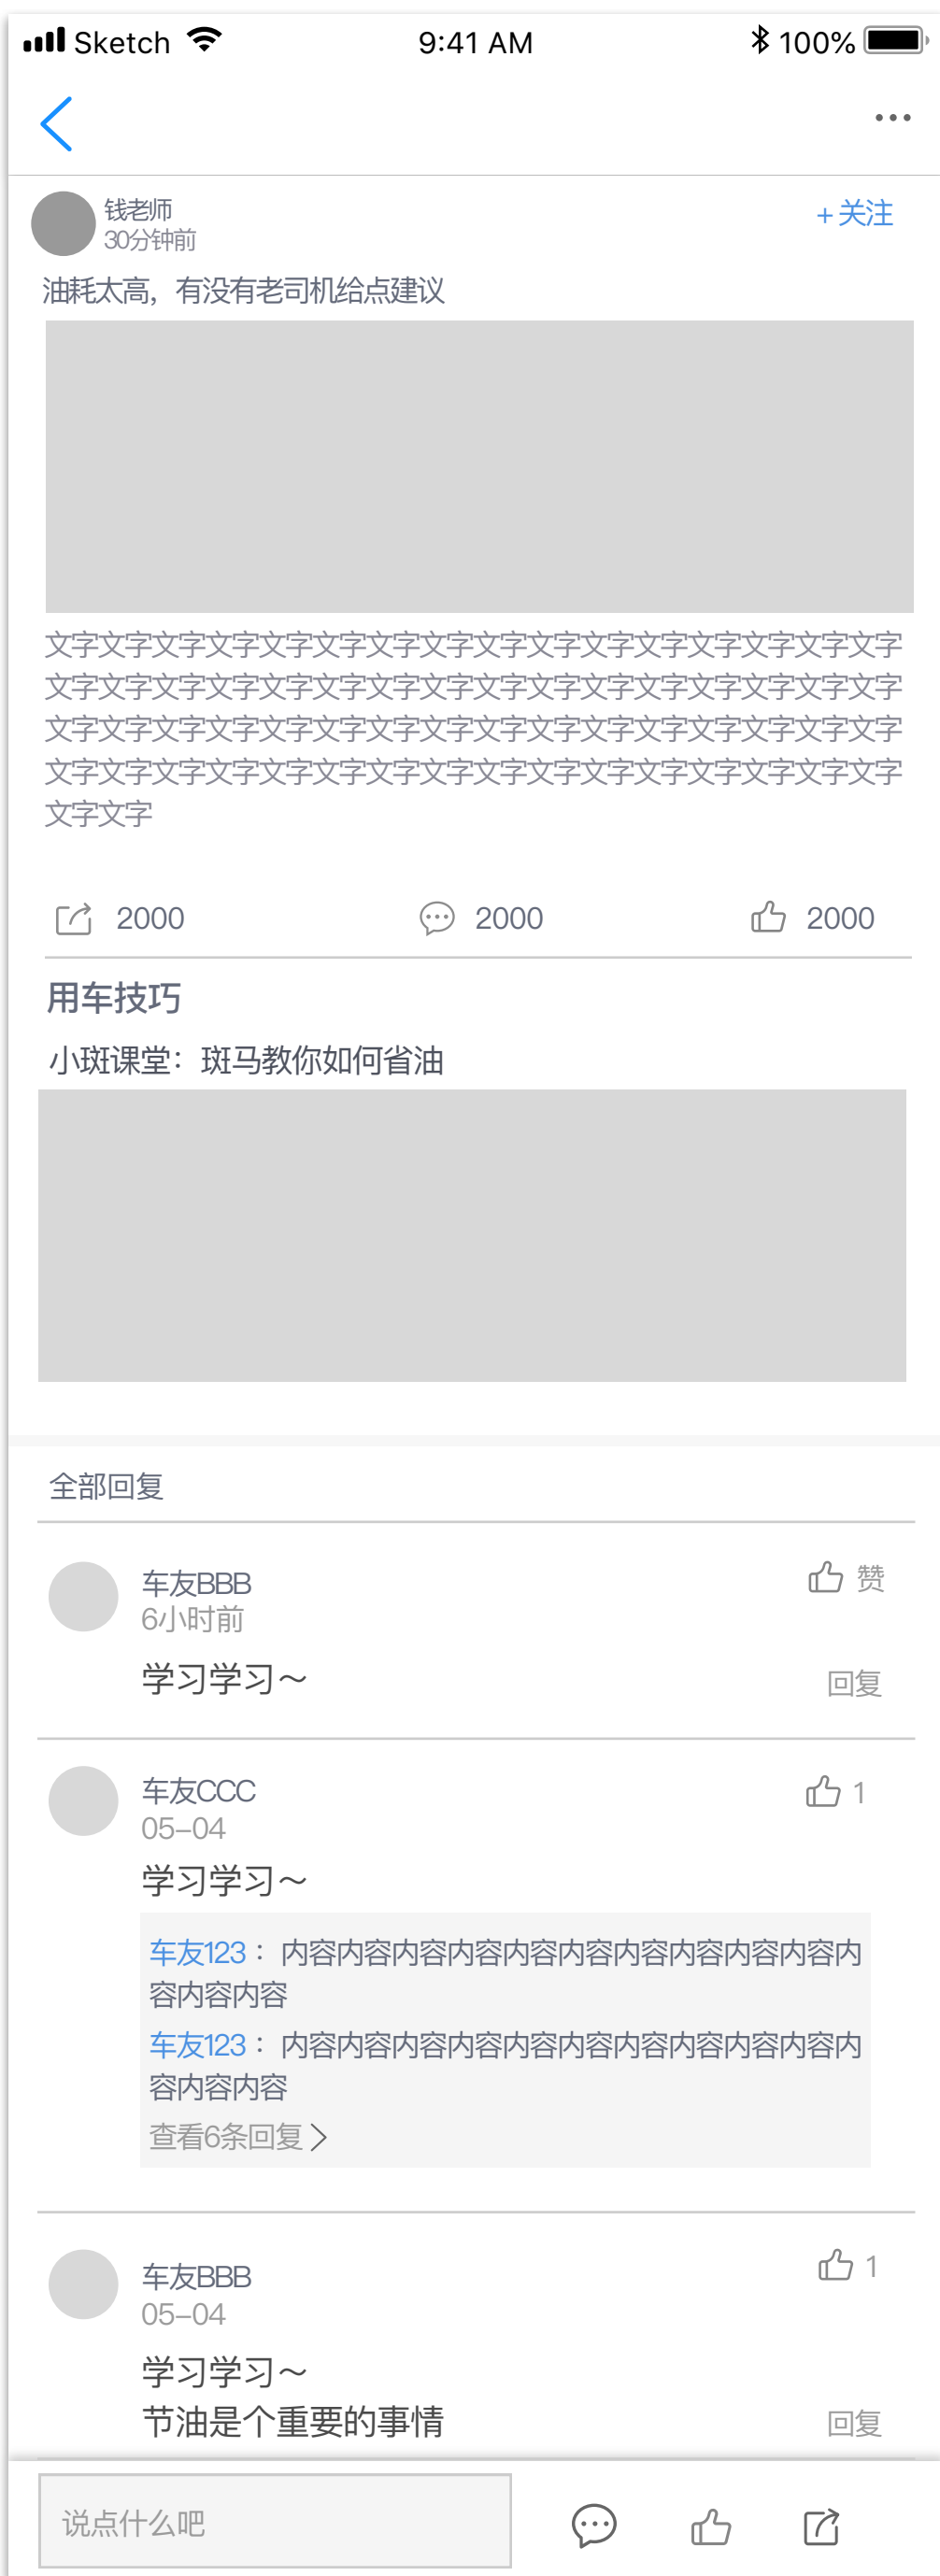 Sketch 9:41 AM 100%
钱老师 +关注
30分钟前
油耗太高，有没有老司机给点建议
文字文字文字文字文字文字文字文字文字文字文字文字文字文字文字文字
文字文字文字文字文字文字文字文字文字文字文字文字文字文字文字文字
文字文字文字文字文字文字文字文字文字文字文字文字文字文字文字文字
文字文字文字文字文字文字文字文字文字文字文字文字文字文字文字文字
文字文字
2000 2000 2000
用车技巧
小斑课堂：斑马教你如何省油
全部回复
车友BBB 赞
6小时前
学习学习～ 回复
车友CCC 1
05-04
学习学习～
车友123：内容内容内容内容内容内容内容内容内容内容内
容内容内容
车友123：内容内容内容内容内容内容内容内容内容内容内
容内容内容
查看6条回复
车友BBB 1
05-04
学习学习～
节油是个重要的事情 回复
说点什么吧